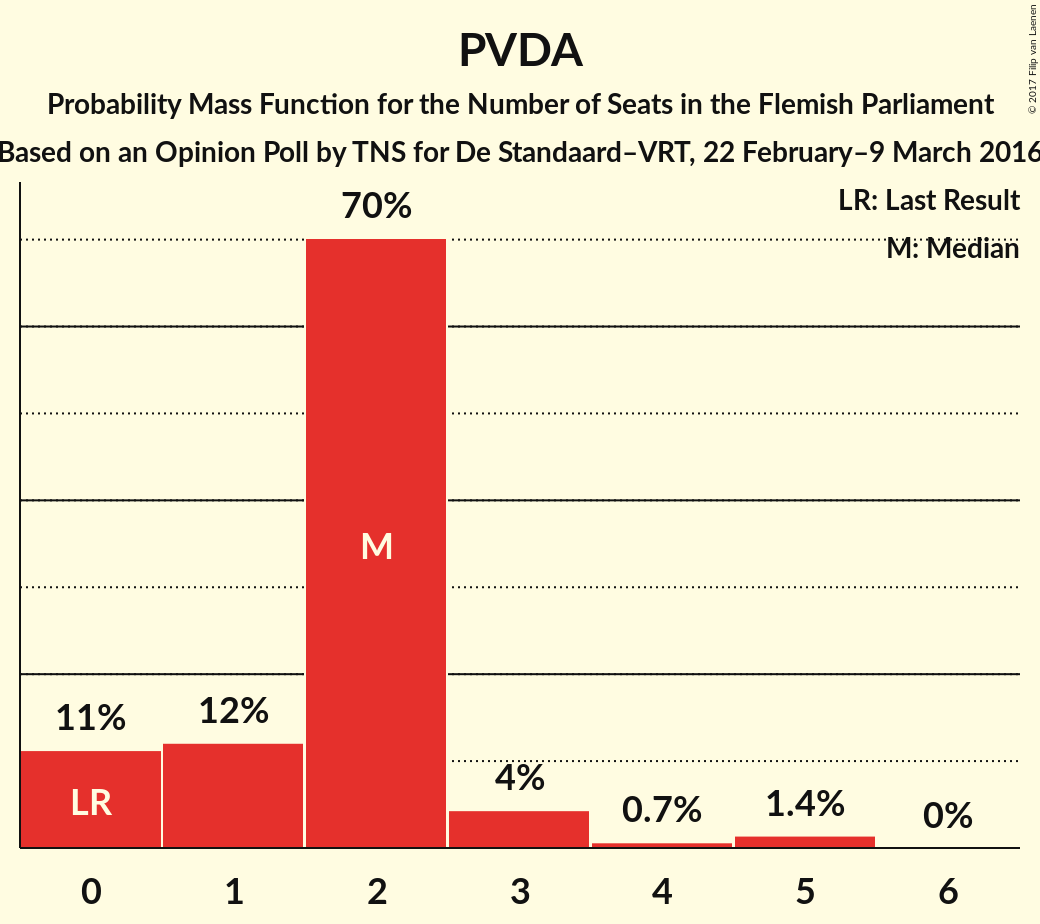 PVDA
Probability Mass Function for the Number of Seats in the Flemish Parliament
Based on an Opinion Poll by TNS for De Standaard–VRT, 22 February–9 March 2016
© 2017 Filip van Laenen
LR: Last Result
M: Median
70%
M
11%
12%
4%
0.7%
1.4%
0%
LR
0 1 2 3 4 5 6